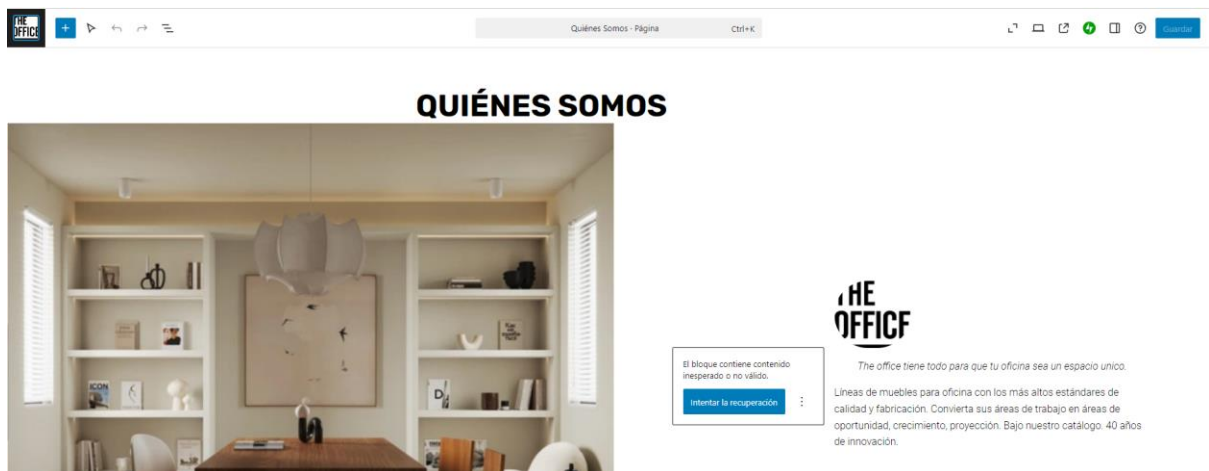 THE
OFFICE
Quiénes Somos · Página
Ctrl+K
Guardar
QUIÉNES SOMOS
THE
OFFICE
El bloque contiene contenido
inesperado o no válido.
Intentar la recuperación
The office tiene todo para que tu oficina sea un espacio unico.
Líneas de muebles para oficina con los más altos estándares de
calidad y fabricación. Convierta sus áreas de trabajo en áreas de
oportunidad, crecimiento, proyección. Bajo nuestro catálogo. 40 años
de innovación.
ICON